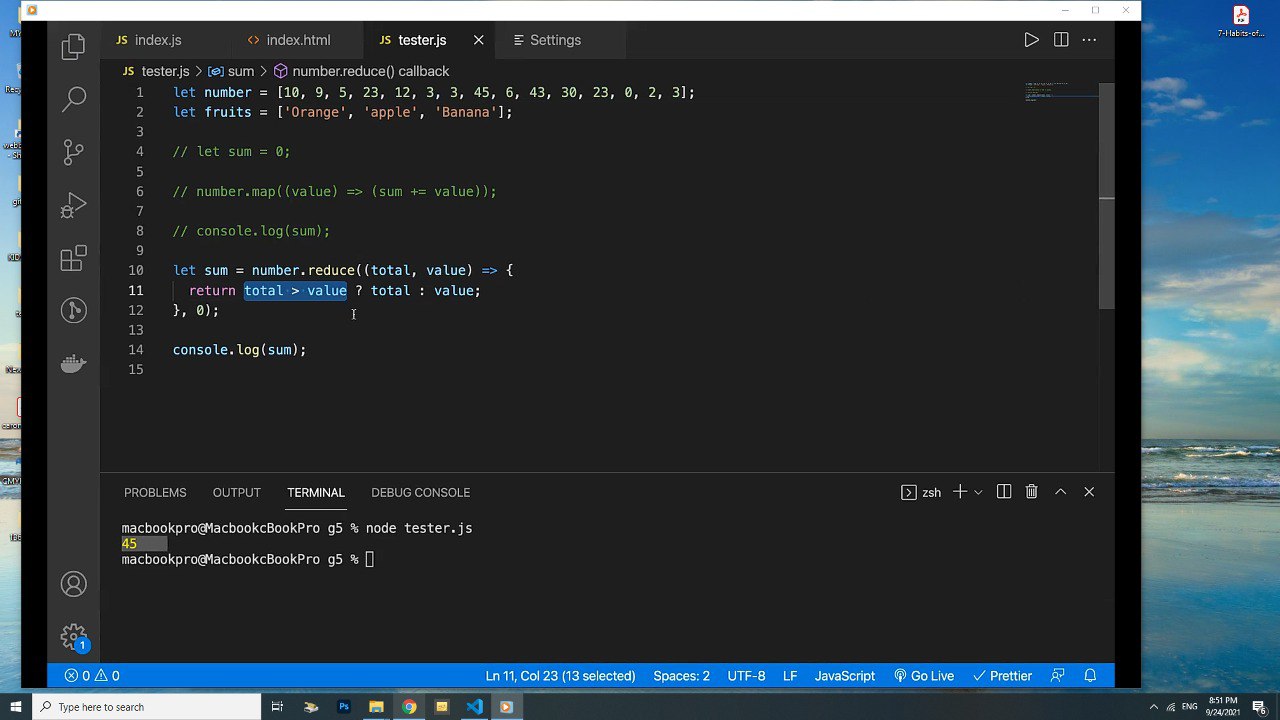 JS index.js
<> index.html
JS tester.js
Settings
JS tester.js > sum > number.reduce() callback
1 let number = [10, 9, 5, 23, 12, 3, 3, 45, 6, 43, 30, 23, 0, 2, 3];
2 let fruits = ['Orange', 'apple', 'Banana'];
3
4 // let sum = 0;
5
6 // number.map((value) => (sum += value));
7
8 // console.log(sum);
9
10 let sum = number.reduce((total, value) => {
11 return total > value ? total : value;
12 }, 0);
13
14 console.log(sum);
15
PROBLEMS OUTPUT TERMINAL DEBUG CONSOLE
zsh
macbookpro@MacbookcBookPro g5 % node tester.js
45
macbookpro@MacbookcBookPro g5 %
1
0 0
Ln 11, Col 23 (13 selected) Spaces: 2 UTF-8 LF JavaScript Go Live Prettier
7-Habits-of...
Type here to search
Ps
ENG
8:51 PM
9/24/2021
6